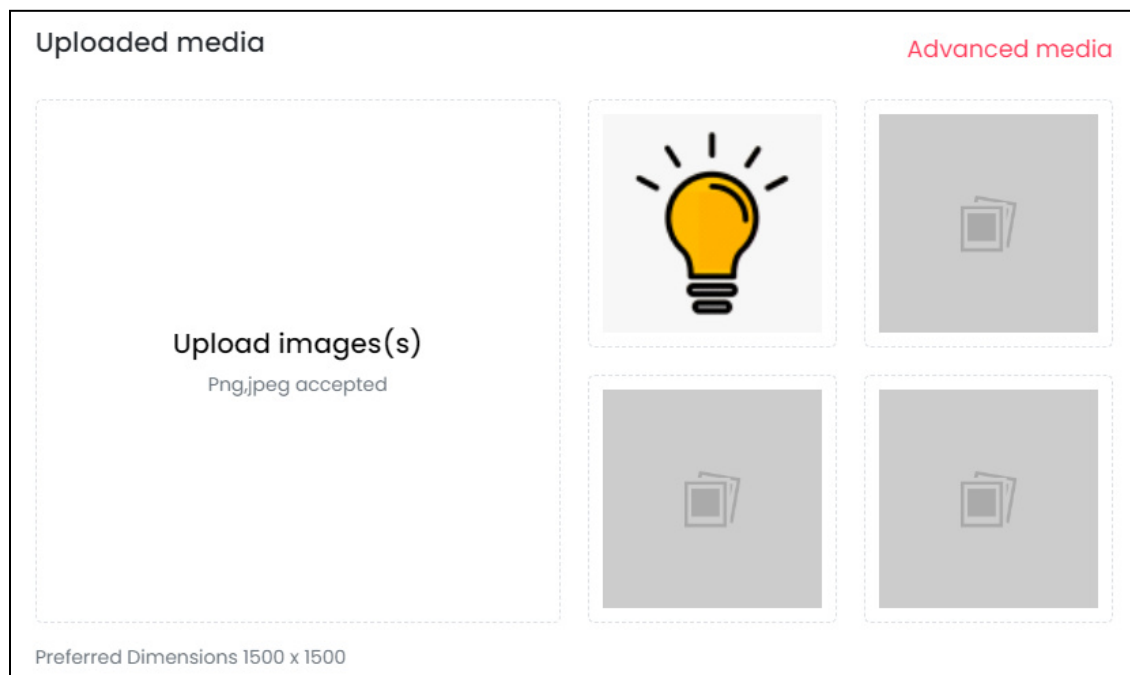 Uploaded media
Advanced media
Upload images(s)
Png,jpeg accepted
Preferred Dimensions 1500 x 1500